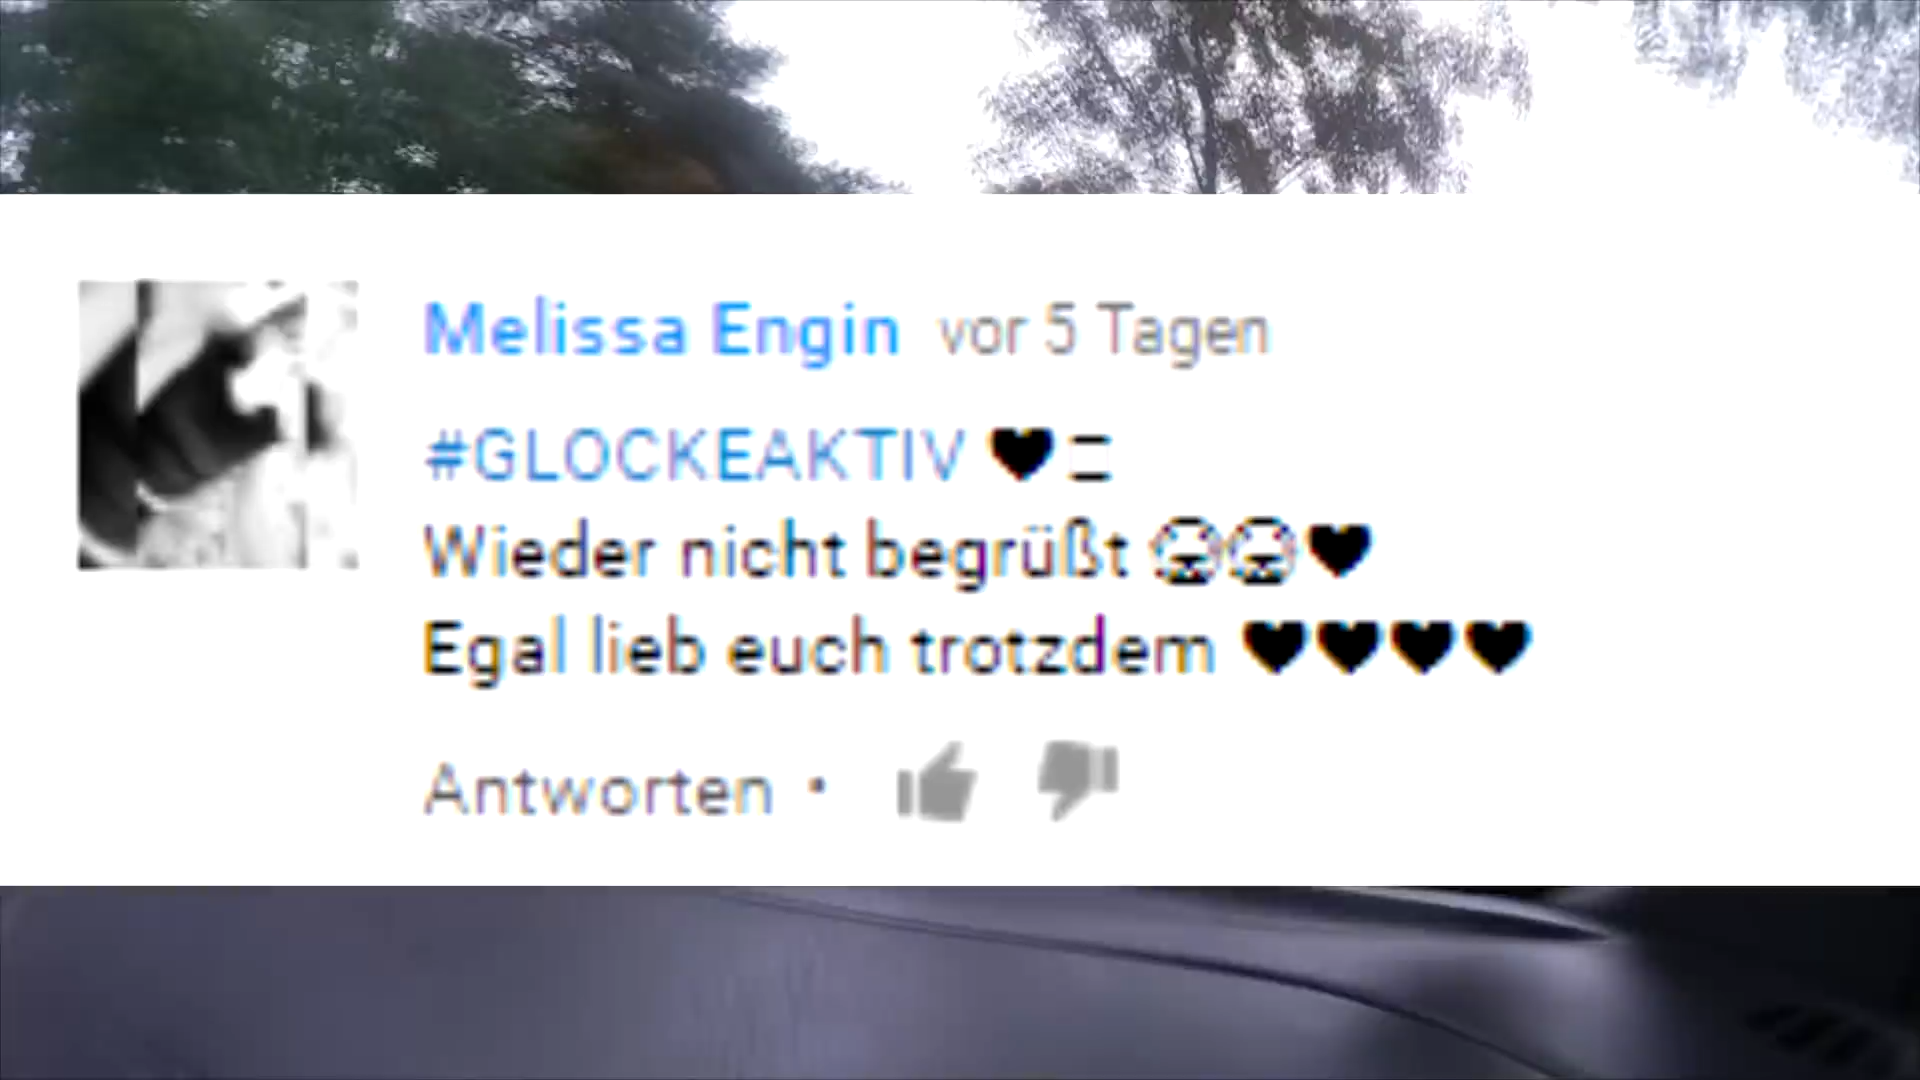 Melissa Engin vor 5 Tagen
#GLOCKEAKTIV ♥ =
Wieder nicht begrüßt 😭😭♥
Egal lieb euch trotzdem ♥♥♥♥
Antworten •